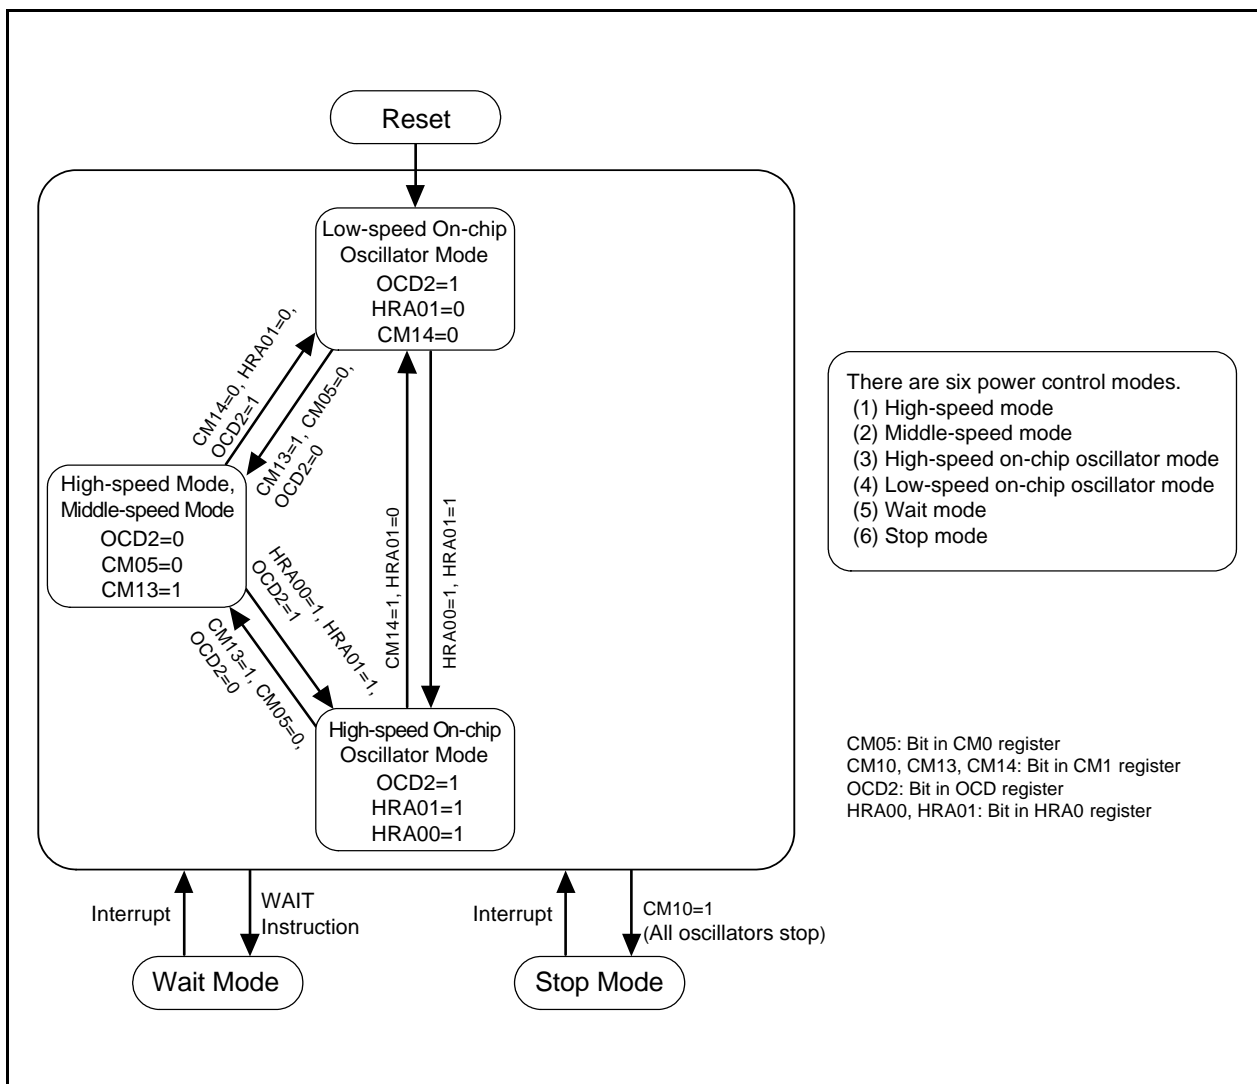 Reset
Low-speed On-chip
Oscillator Mode
OCD2=1
HRA01=0
CM14=0
CM14=0, HRA01=0,
OCD2=1
CM13=1, CM05=0,
OCD2=0
High-speed Mode,
Middle-speed Mode
OCD2=0
CM05=0
CM13=1
HRA00=1, HRA01=1,
OCD2=1
CM13=1, CM05=0,
OCD2=0
CM14=1, HRA01=0
HRA00=1, HRA01=1
High-speed On-chip
Oscillator Mode
OCD2=1
HRA01=1
HRA00=1
There are six power control modes.
(1) High-speed mode
(2) Middle-speed mode
(3) High-speed on-chip oscillator mode
(4) Low-speed on-chip oscillator mode
(5) Wait mode
(6) Stop mode
CM05: Bit in CM0 register
CM10, CM13, CM14: Bit in CM1 register
OCD2: Bit in OCD register
HRA00, HRA01: Bit in HRA0 register
Interrupt
WAIT
Instruction
Interrupt
CM10=1
(All oscillators stop)
Wait Mode
Stop Mode